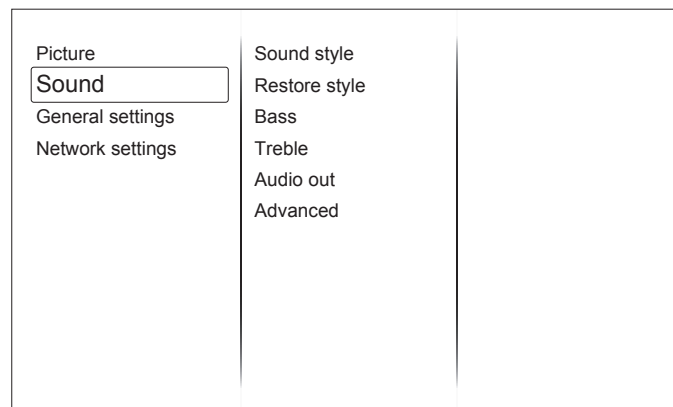 Picture
Sound
General settings
Network settings
Sound style
Restore style
Bass
Treble
Audio out
Advanced